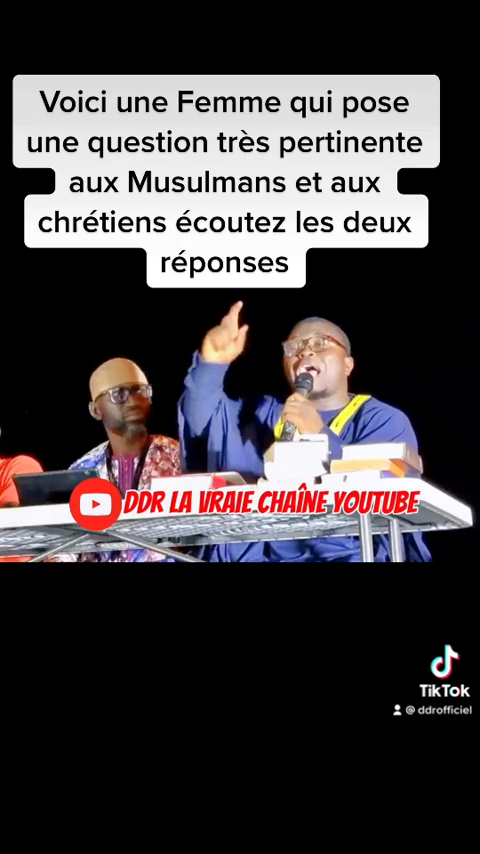 Voici une Femme qui pose
une question très pertinente
aux Musulmans et aux
chrétiens écoutez les deux
réponses
DDR LA VRAIE CHAÎNE YOUTUBE
TikTok
@ ddrofficiel